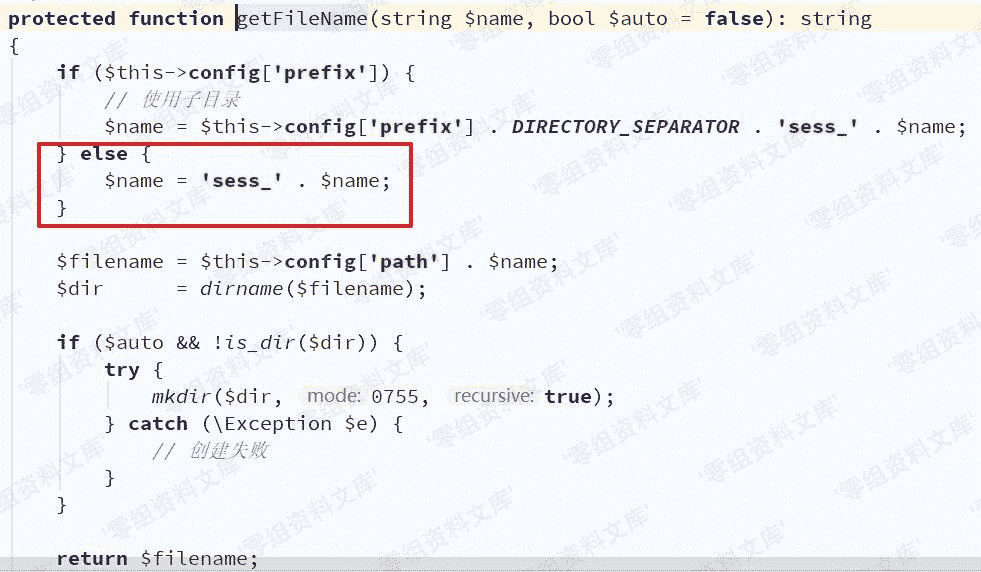 protected function getFileName(string $name, bool $auto = false): string
{
    if ($this->config['prefix']) {
        // 使用子目录
        $name = $this->config['prefix'] . DIRECTORY_SEPARATOR . 'sess_' . $name;
    } else {
        $name = 'sess_' . $name;
    }

    $filename = $this->config['path'] . $name;
    $dir      = dirname($filename);

    if ($auto && !is_dir($dir)) {
        try {
            mkdir($dir, mode: 0755, recursive: true);
        } catch (\Exception $e) {
            // 创建失败
        }
    }

    return $filename;
'零组资料文库'